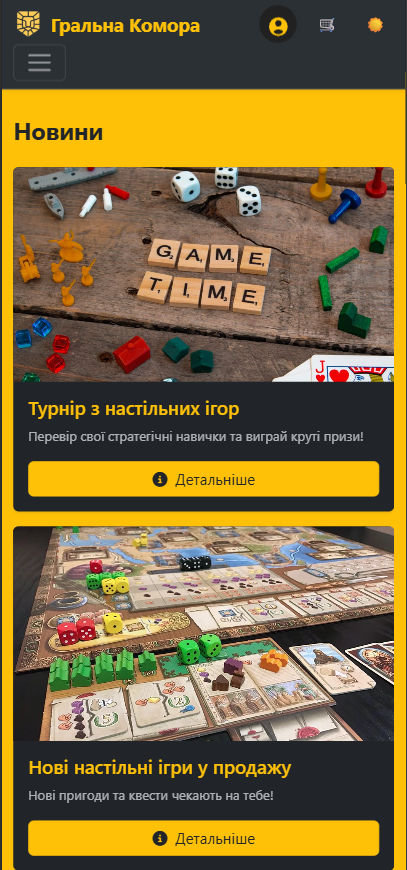 Гральна Комора
Новини
GAME
TIME
J
Турнір з настільних ігор
Перевір свої стратегічні навички та виграй круті призи!
Детальніше
Нові настільні ігри у продажу
Нові пригоди та квести чекають на тебе!
Детальніше